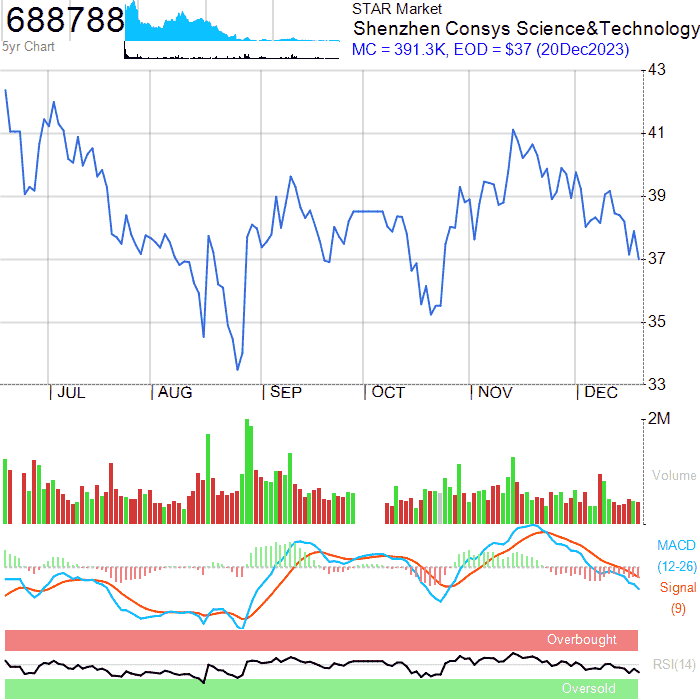 688788
5yr Chart
STAR Market
Shenzhen Consys Science&Technology
MC = 391.3K, EOD = $37 (20Dec2023)
43
41
39
37
35
33
JUL AUG SEP OCT NOV DEC
2M
Volume
MACD
(12-26)
Signal
(9)
Overbought
RSI(14)
Oversold